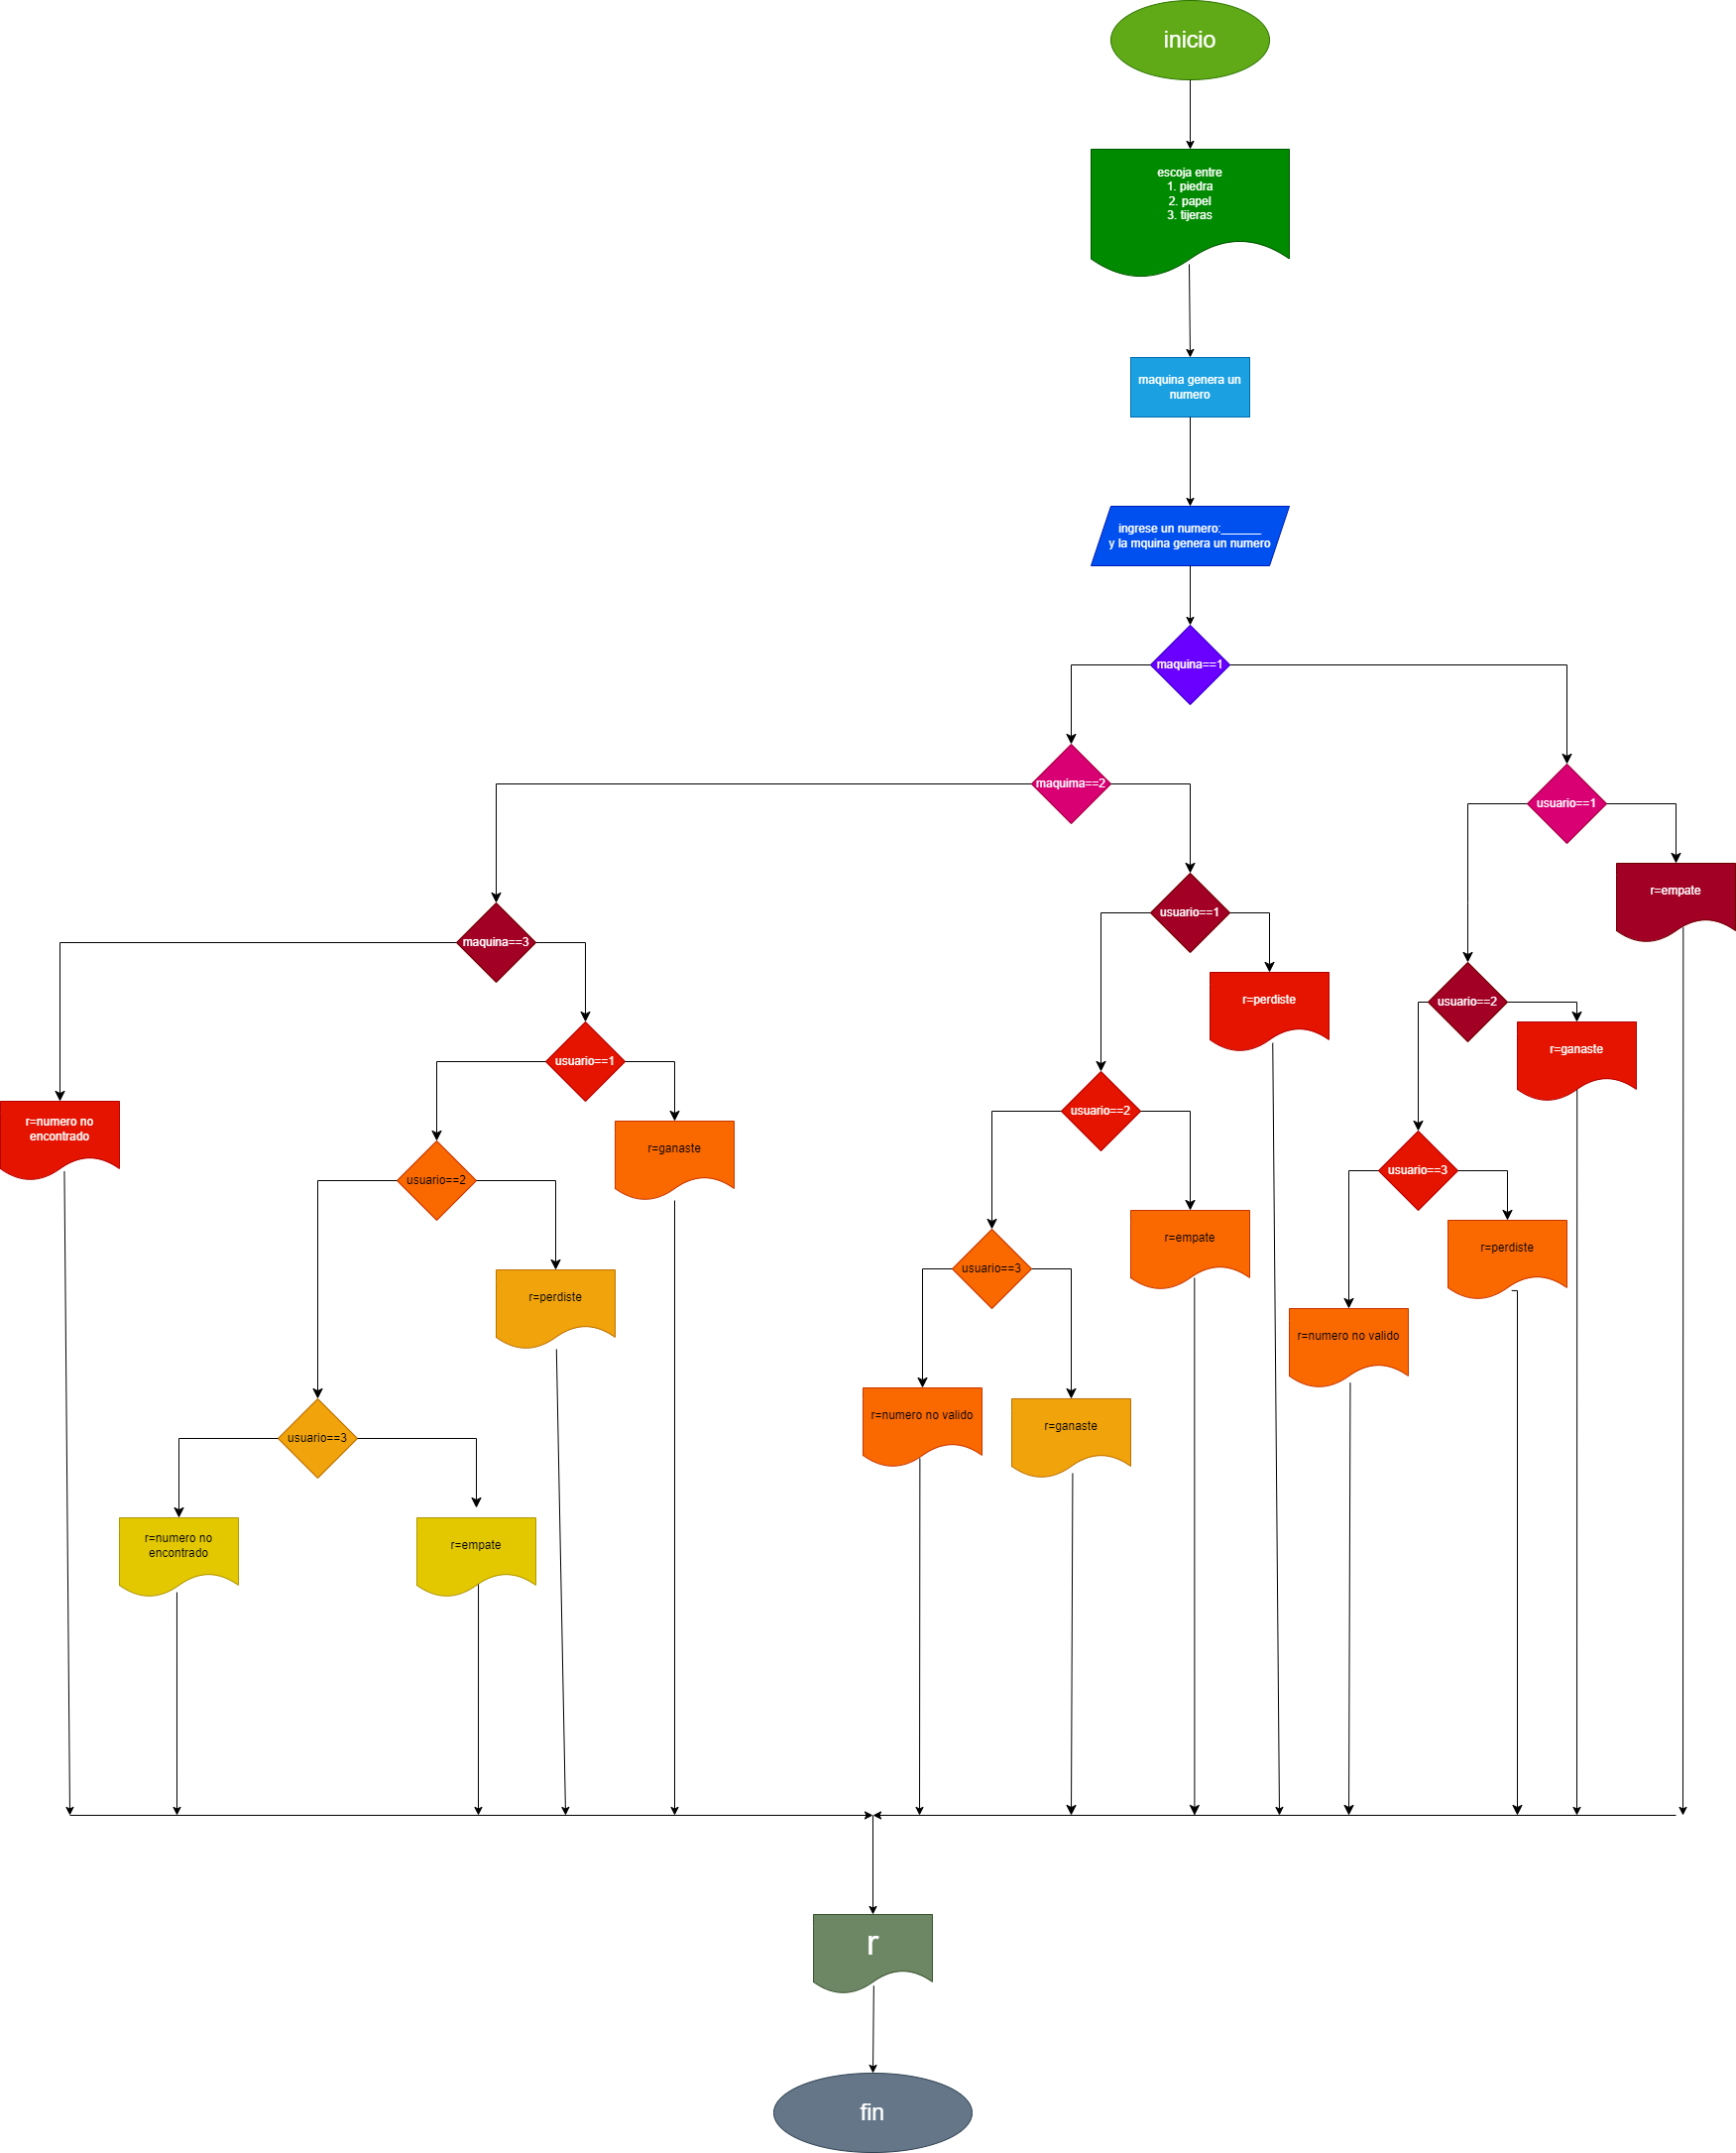 inicio
escoja entre
1. piedra
2. papel
3. tijeras
maquina genera un
numero
ingrese un numero:______
y la mquina genera un numero
maquina==1
maquima==2
usuario==1
r=empate
usuario==1
maquina==3
r=perdiste
usuario==2
r=ganaste
usuario==1
usuario==2
r=numero no
encontrado
r=ganaste
usuario==3
usuario==2
r=empate
r=perdiste
usuario==3
r=perdiste
r=numero no valido
r=numero no valido
r=ganaste
usuario==3
r=numero no
encontrado
r=empate
r
fin